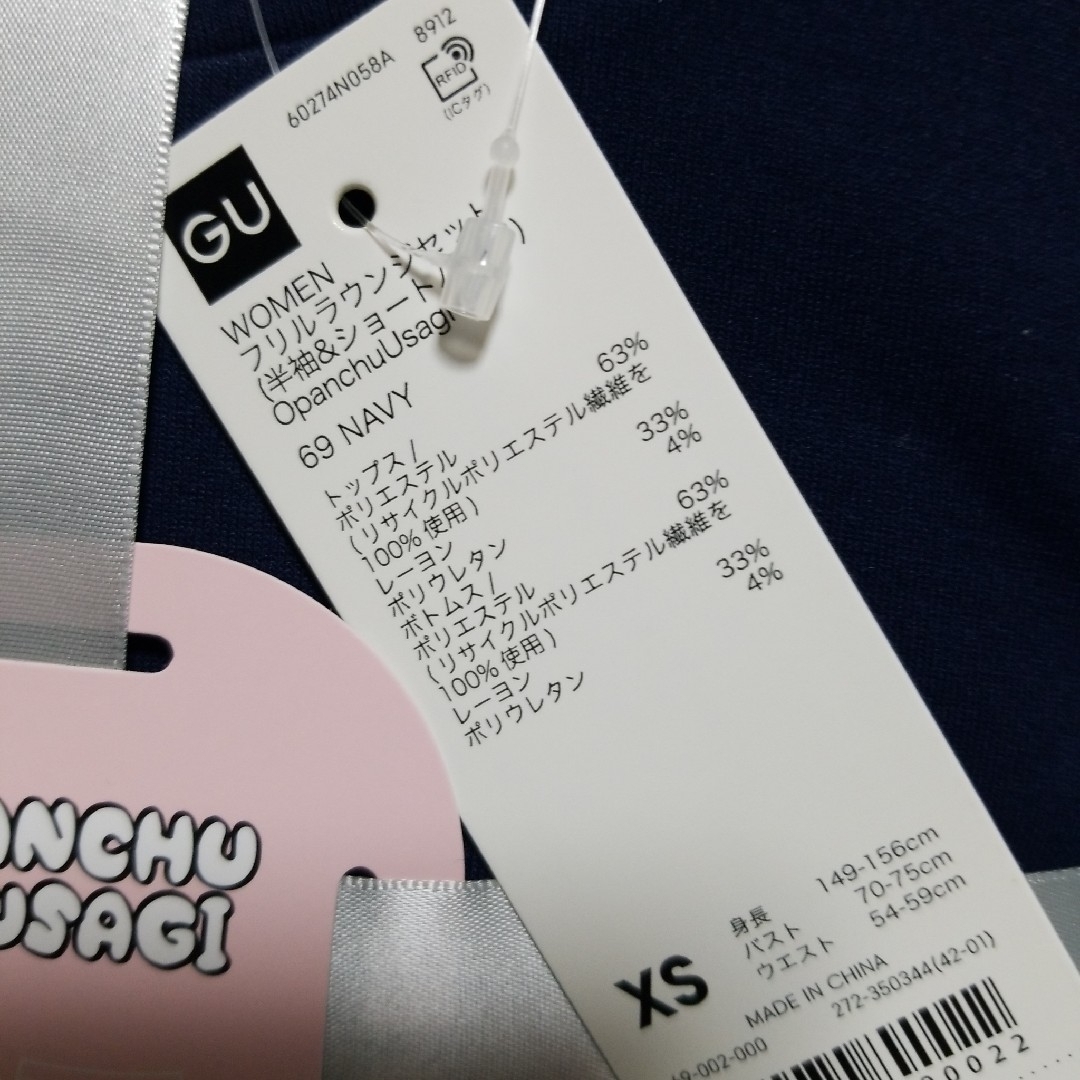 60274N058A 8912
RFID
(ICタグ)
GU
WOMEN
フリルラウンジセット
(半袖&ショート)
OpanchuUsagi
69 NAVY
トップス/
ポリエステル 63%
(リサイクルポリエステル繊維を
100%使用)
レーヨン 33%
ポリウレタン 4%
ボトムス/
ポリエステル 63%
(リサイクルポリエステル繊維を
100%使用)
レーヨン 33%
ポリウレタン 4%
XS
身長 149-156cm
バスト 70-75cm
ウエスト 54-59cm
MADE IN CHINA
272-350344(42-01)
9-002-000
0022
NCHU
USAGI